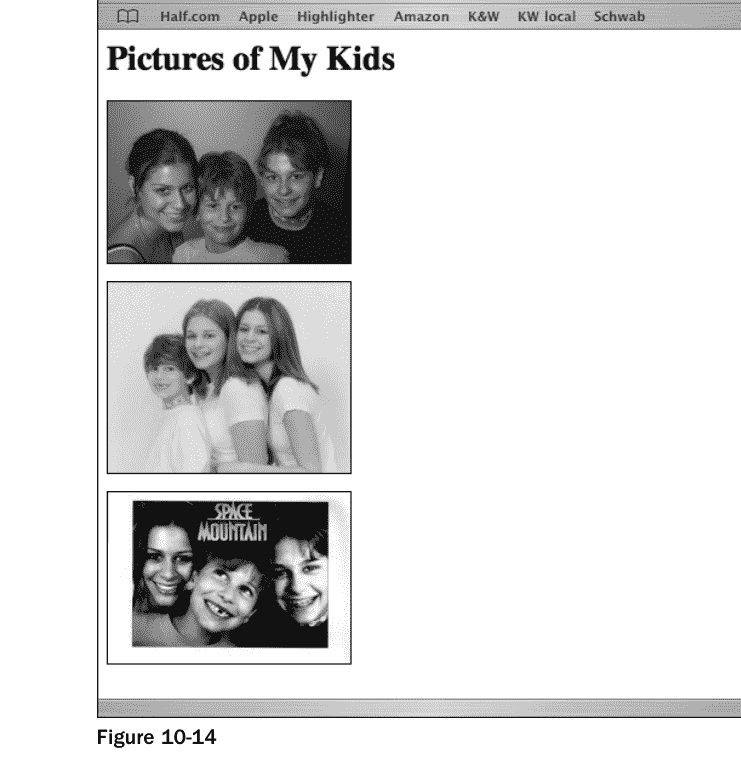 Half.com Apple Highlighter Amazon K&W KW local Schwab
Pictures of My Kids
SPACE
MOUNTAIN
Figure 10-14